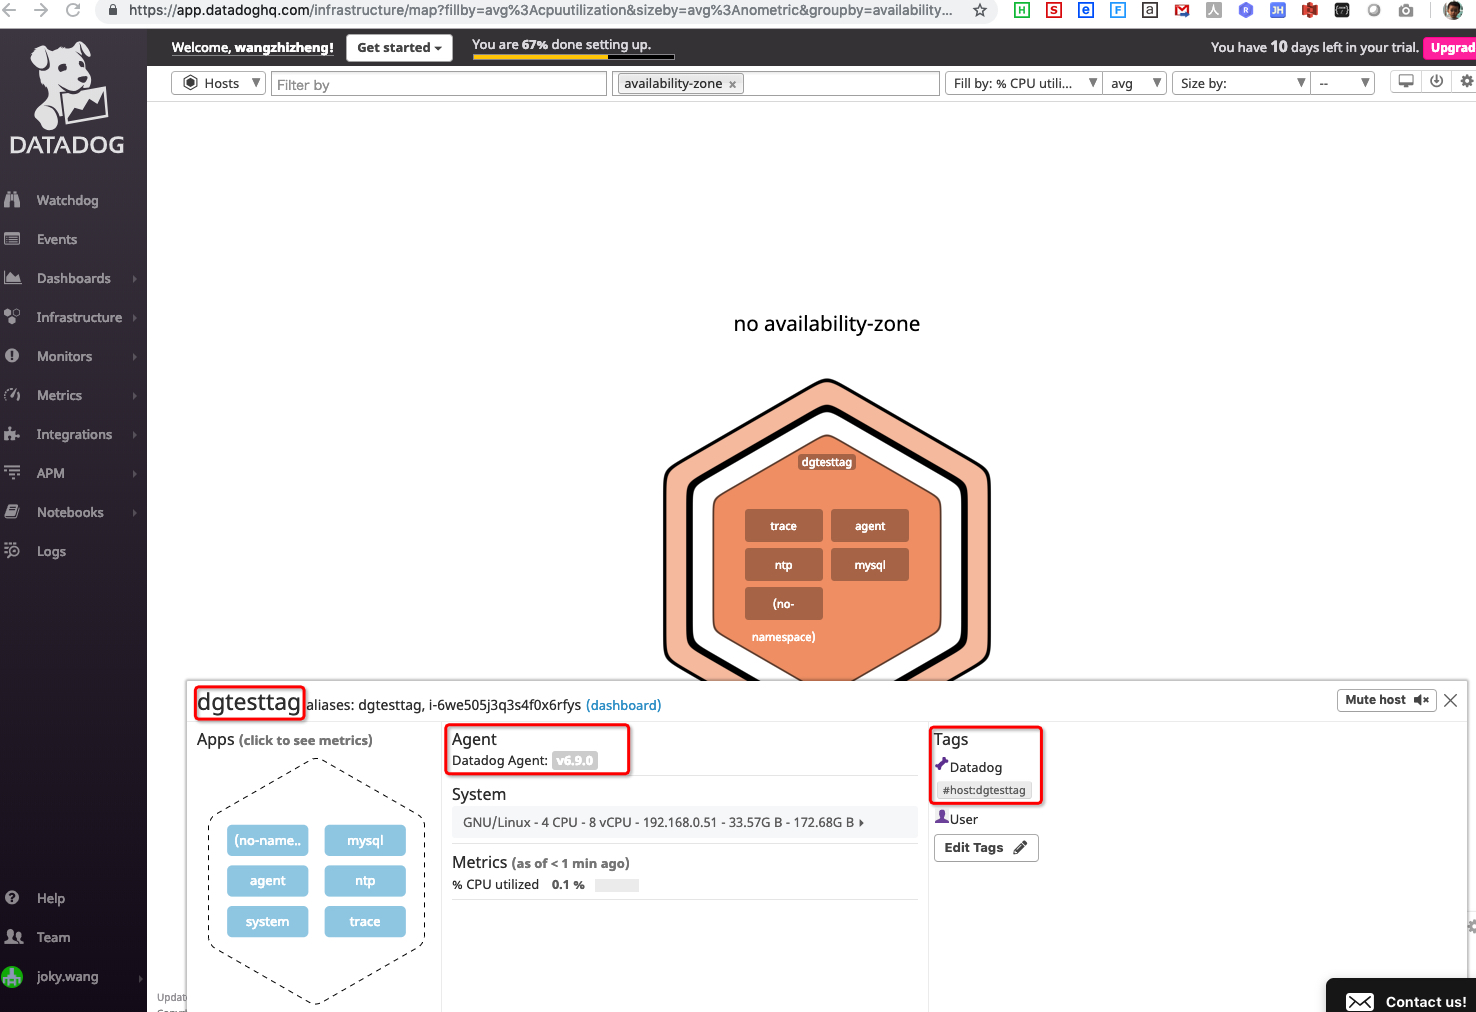 https://app.datadoghq.com/infrastructure/map?fillby=avg%3Acpuutilization&sizeby=avg%3Anometric&groupby=availability...
Welcome, wangzhizheng!
Get started
You are 67% done setting up.
You have 10 days left in your trial.
Upgrad
DATADOG
Hosts
Filter by
availability-zone ×
Fill by: % CPU utili...
avg
Size by:
--
Watchdog
Events
Dashboards
Infrastructure
Monitors
Metrics
Integrations
APM
Notebooks
Logs
Help
Team
joky.wang
no availability-zone
dgtesttag
trace
agent
ntp
mysql
(no-
namespace)
dgtesttag aliases: dgtesttag, i-6we505j3q3s4f0x6rfys (dashboard)
Mute host
Apps (click to see metrics)
(no-name..
mysql
agent
ntp
system
trace
Agent
Datadog Agent: v6.9.0
System
GNU/Linux - 4 CPU - 8 vCPU - 192.168.0.51 - 33.57G B - 172.68G B
Metrics (as of < 1 min ago)
% CPU utilized 0.1 %
Tags
Datadog
#host:dgtesttag
User
Edit Tags
Updat
Contact us!